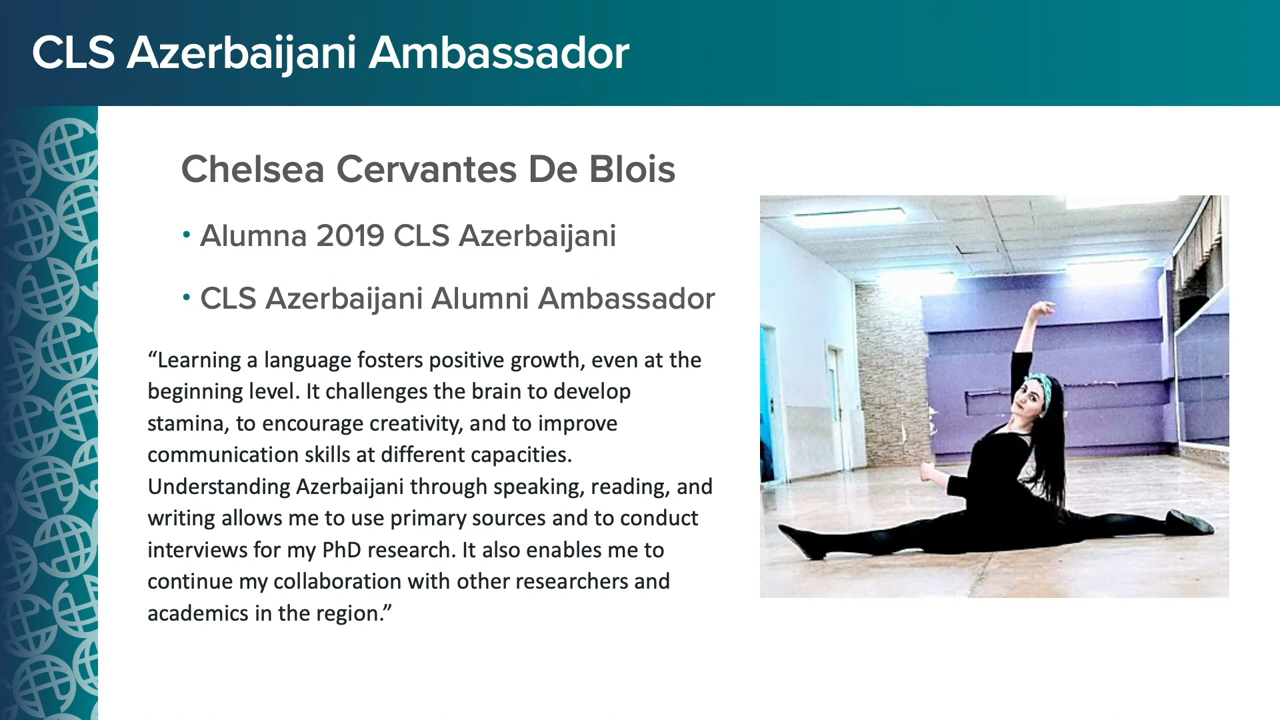 CLS Azerbaijani Ambassador
Chelsea Cervantes De Blois
• Alumna 2019 CLS Azerbaijani
• CLS Azerbaijani Alumni Ambassador
“Learning a language fosters positive growth, even at the
beginning level. It challenges the brain to develop
stamina, to encourage creativity, and to improve
communication skills at different capacities.
Understanding Azerbaijani through speaking, reading, and
writing allows me to use primary sources and to conduct
interviews for my PhD research. It also enables me to
continue my collaboration with other researchers and
academics in the region.”